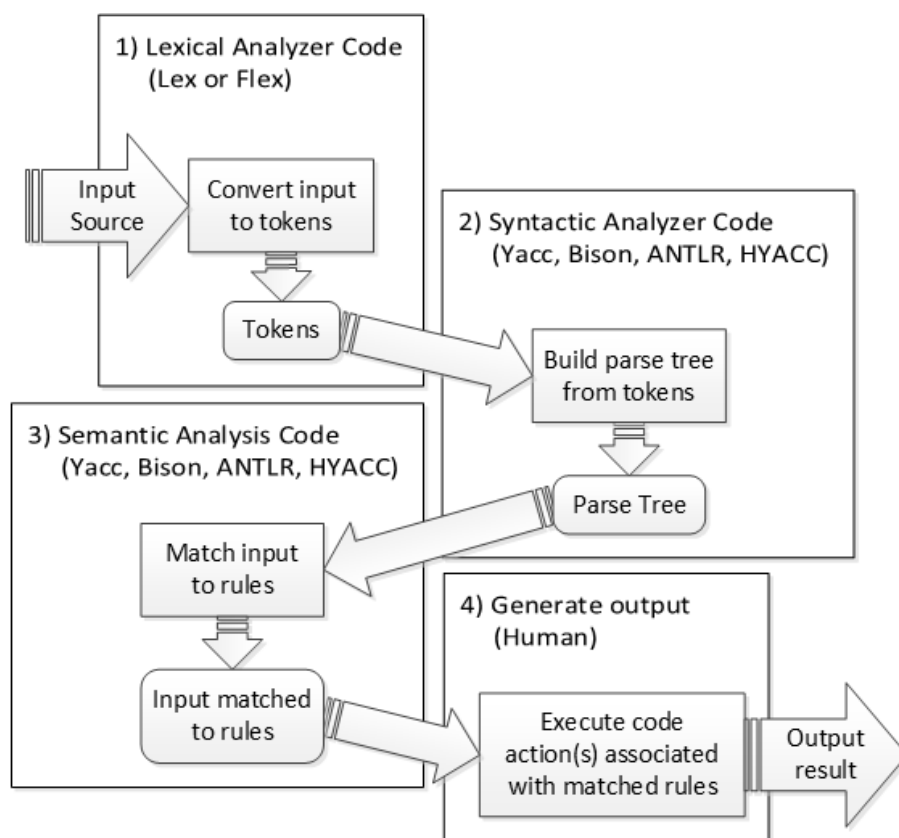 1) Lexical Analyzer Code
(Lex or Flex)
Input
Source
Convert input
to tokens
Tokens
2) Syntactic Analyzer Code
(Yacc, Bison, ANTLR, HYACC)
Build parse tree
from tokens
Parse Tree
3) Semantic Analysis Code
(Yacc, Bison, ANTLR, HYACC)
Match input
to rules
Input matched
to rules
4) Generate output
(Human)
Execute code
action(s) associated
with matched rules
Output
result